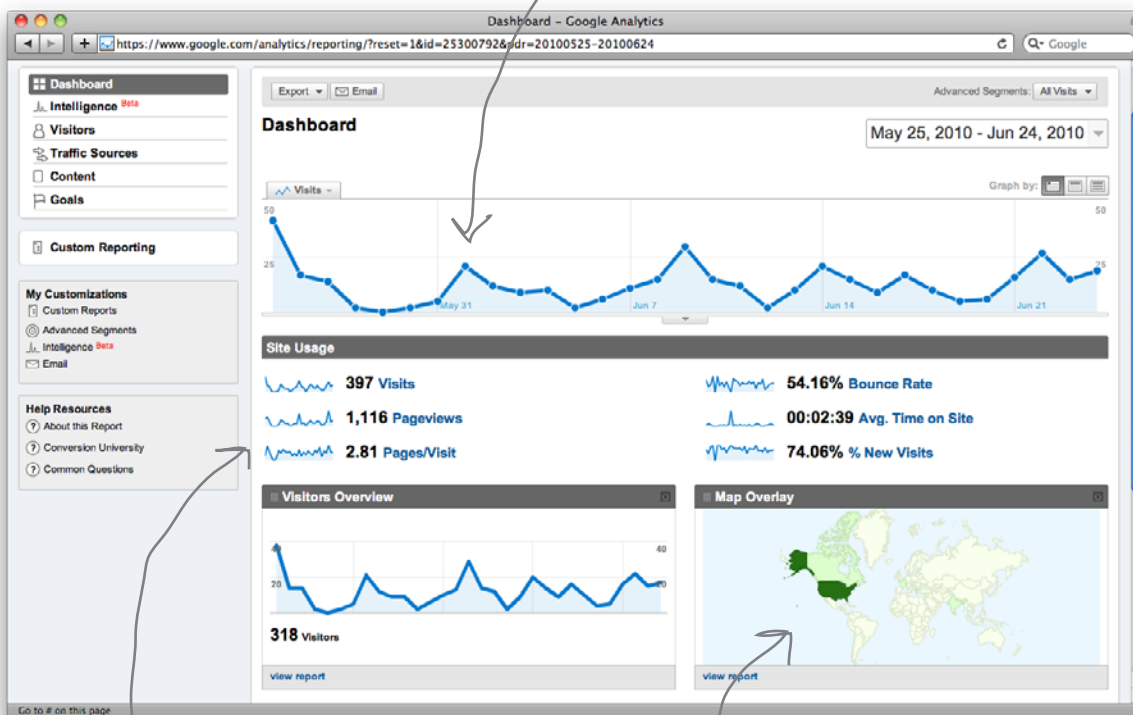 Dashboard – Google Analytics
https://www.google.com/analytics/reporting/?reset=1&id=25300792&pdr=20100525-20100624
Google
Dashboard
Intelligence Beta
Visitors
Traffic Sources
Content
Goals
Custom Reporting
My Customizations
Custom Reports
Advanced Segments
Intelligence Beta
Email
Help Resources
About this Report
Conversion University
Common Questions
Export
Email
Advanced Segments: All Visits
Dashboard
May 25, 2010 - Jun 24, 2010
Visits
Graph by:
50 50
25 25
May 31 Jun 7 Jun 14 Jun 21
Site Usage
397 Visits
1,116 Pageviews
2.81 Pages/Visit
54.16% Bounce Rate
00:02:39 Avg. Time on Site
74.06% % New Visits
Visitors Overview
40 40
20 20
318 Visitors
view report
Map Overlay
view report
Go to # on this page